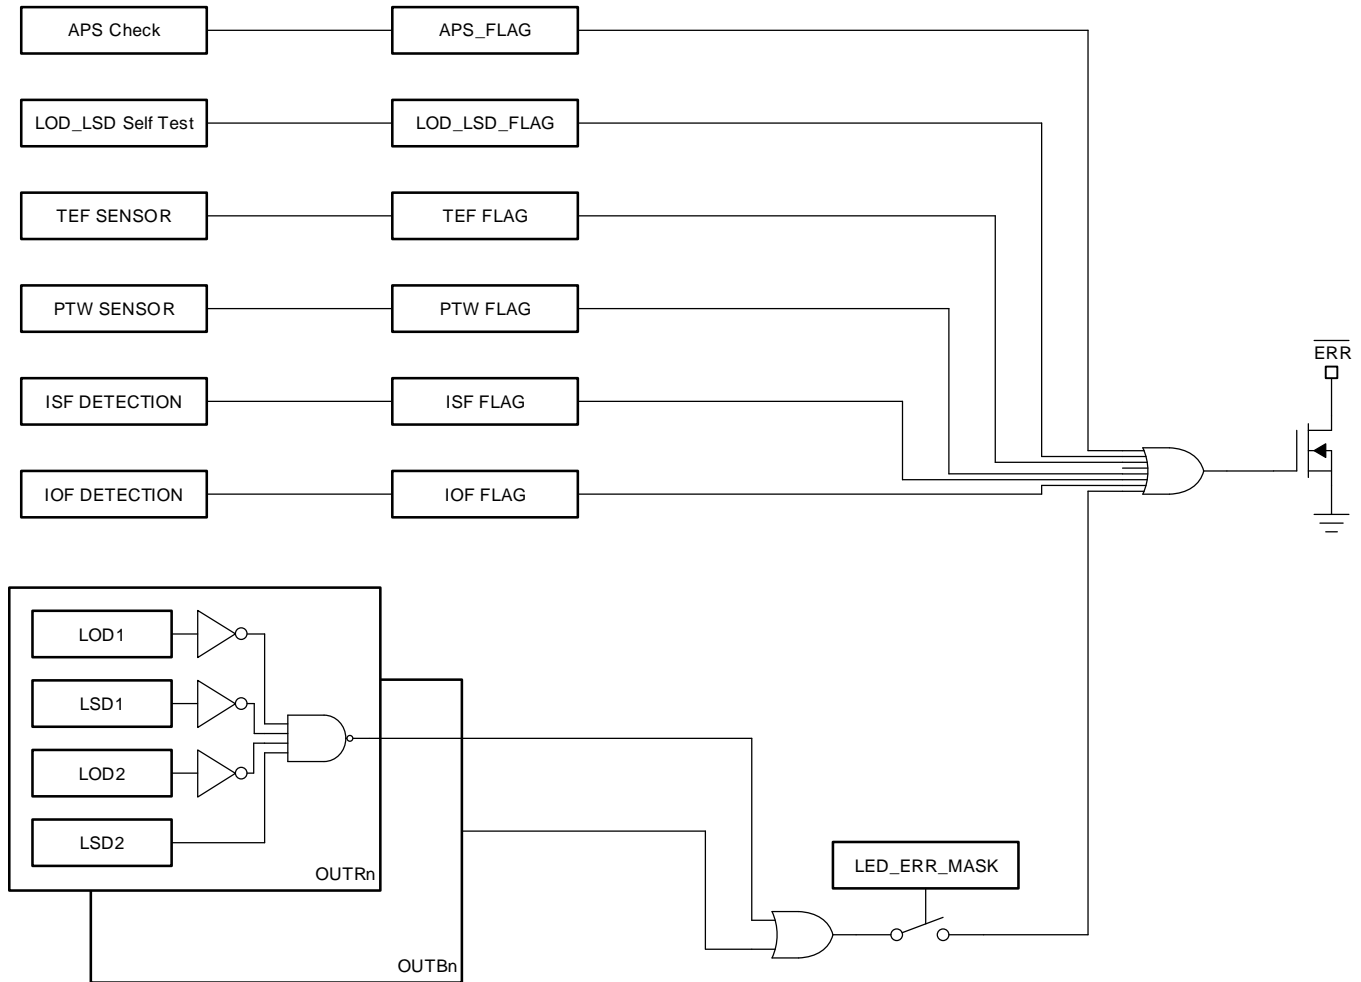 APS Check
APS_FLAG
LOD_LSD Self Test
LOD_LSD_FLAG
TEF SENSOR
TEF FLAG
PTW SENSOR
PTW FLAG
ERR
ISF DETECTION
ISF FLAG
IOF DETECTION
IOF FLAG
LOD1
LSD1
LOD2
LSD2
OUTRn
LED_ERR_MASK
OUTBn